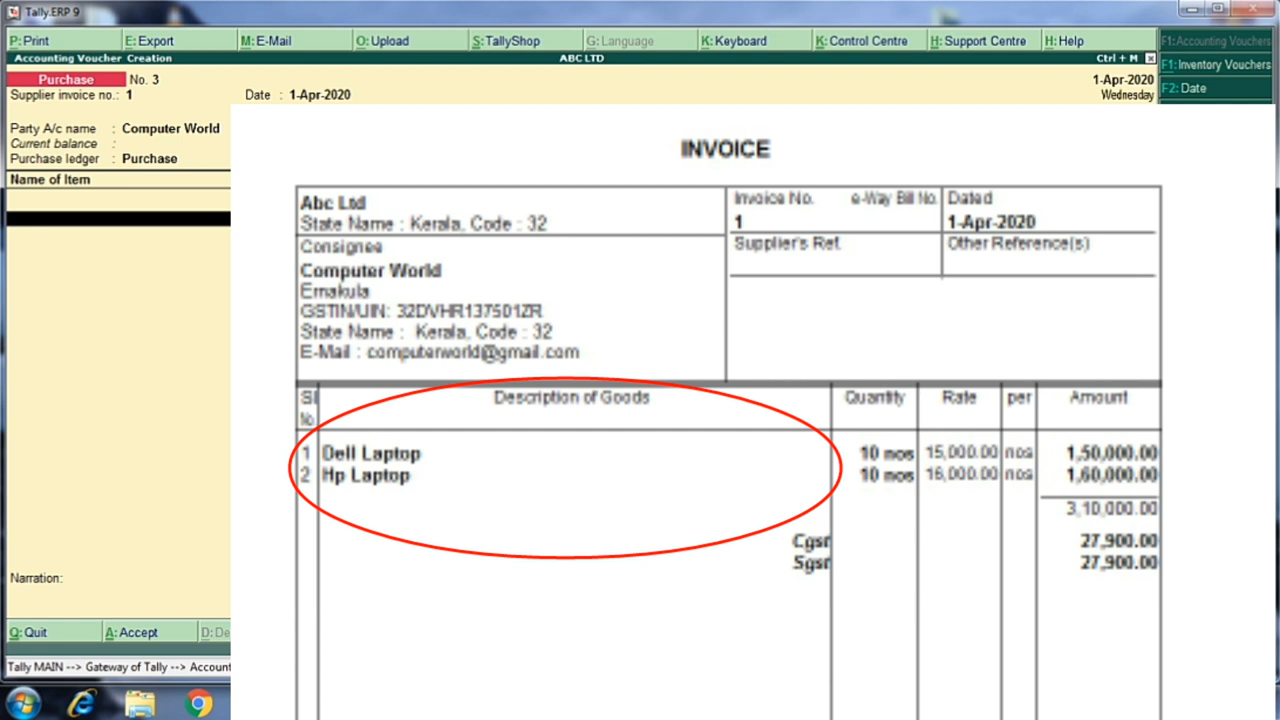 Tally.ERP 9
P: Print E: Export M: E-Mail O: Upload S: TallyShop G: Language K: Keyboard K: Control Centre H: Support Centre H: Help F1: Accounting Vouchers
Accounting Voucher Creation ABC LTD Ctrl + M
F1: Inventory Vouchers
Purchase No. 3 1-Apr-2020
F2: Date
Supplier invoice no.: 1 Date : 1-Apr-2020 Wednesday
Party A/c name : Computer World
Current balance :
Purchase ledger : Purchase
Name of Item
INVOICE
Abc Ltd
State Name : Kerala, Code : 32
Invoice No. e-Way Bill No. Dated
1 1-Apr-2020
Supplier's Ref. Other Reference(s)
Consignee
Computer World
Ernakula
GSTIN/UIN: 32DVHR137501ZR
State Name : Kerala, Code : 32
E-Mail : computerworld@gmail.com
Sl No. Description of Goods Quantity Rate per Amount
1 Dell Laptop 10 nos 15,000.00 nos 1,50,000.00
2 Hp Laptop 10 nos 16,000.00 nos 1,60,000.00
3,10,000.00
Cgsr 27,900.00
Sgsr 27,900.00
Narration:
Q: Quit A: Accept D: De
Tally MAIN --> Gateway of Tally --> Accoun